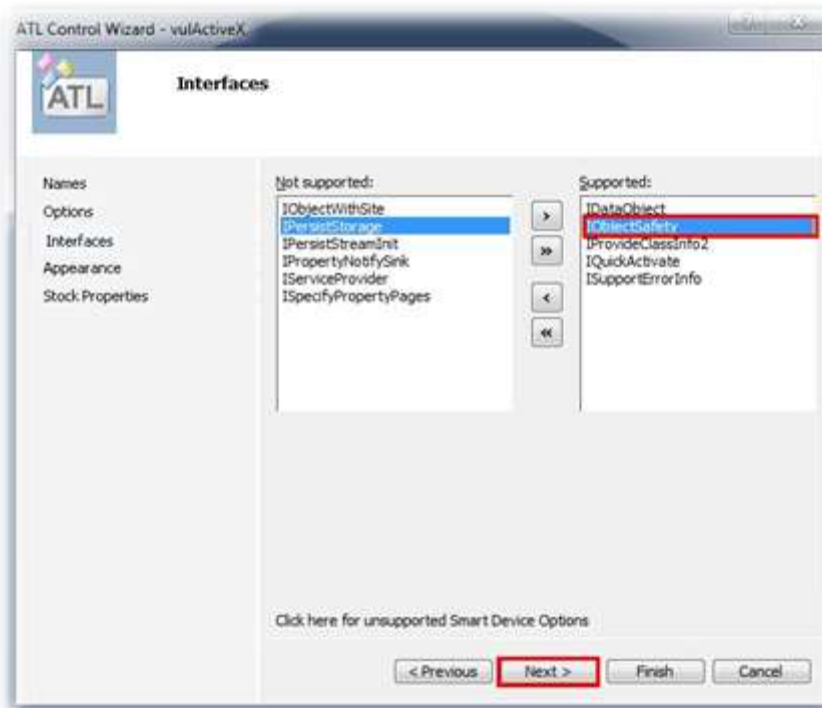 ATL Control Wizard - vulActiveX
ATL
Interfaces
Names
Options
Interfaces
Appearance
Stock Properties
Not supported:
IObjectWithSite
IPersistStorage
IPersistStreamInit
IPropertyNotifySink
IServiceProvider
ISpecifyPropertyPages
>
>>
<
<<
Supported:
IDataObject
IObjectSafety
IProvideClassInfo2
IQuickActivate
ISupportErrorInfo
Click here for unsupported Smart Device Options
< Previous Next > Finish Cancel